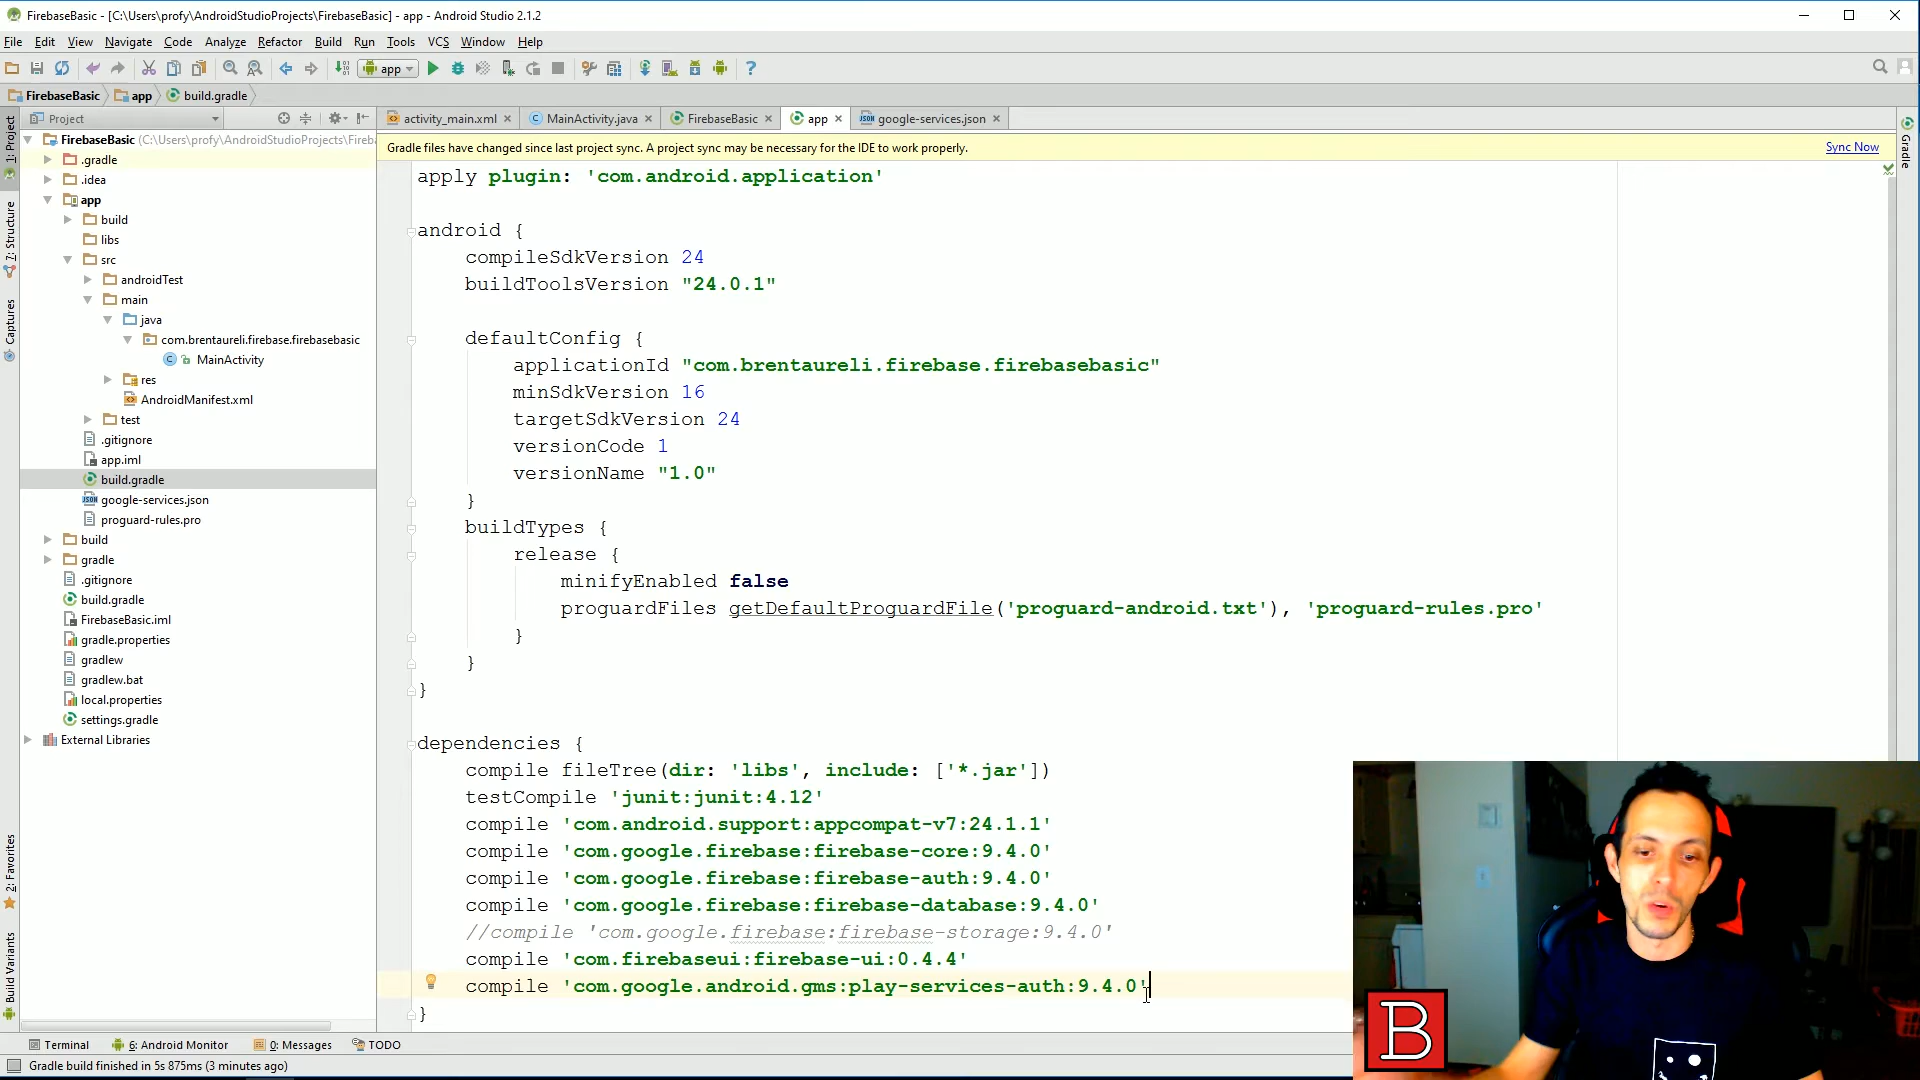 FirebaseBasic - [C:\Users\profy\AndroidStudioProjects\FirebaseBasic] - app - Android Studio 2.1.2
File Edit View Navigate Code Analyze Refactor Build Run Tools VCS Window Help
app
FirebaseBasic app build.gradle
Project
activity_main.xml MainActivity.java FirebaseBasic app google-services.json
Gradle files have changed since last project sync. A project sync may be necessary for the IDE to work properly. Sync Now
1: Project
7: Structure
Captures
2: Favorites
Build Variants
Gradle
FirebaseBasic (C:\Users\profy\AndroidStudioProjects\Fireba
.gradle
.idea
app
build
libs
src
androidTest
main
java
com.brentaureli.firebase.firebasebasic
MainActivity
res
AndroidManifest.xml
test
.gitignore
app.iml
build.gradle
google-services.json
proguard-rules.pro
build
gradle
.gitignore
build.gradle
FirebaseBasic.iml
gradle.properties
gradlew
gradlew.bat
local.properties
settings.gradle
External Libraries
apply plugin: 'com.android.application'
android {
compileSdkVersion 24
buildToolsVersion "24.0.1"
defaultConfig {
applicationId "com.brentaureli.firebase.firebasebasic"
minSdkVersion 16
targetSdkVersion 24
versionCode 1
versionName "1.0"
}
buildTypes {
release {
minifyEnabled false
proguardFiles getDefaultProguardFile('proguard-android.txt'), 'proguard-rules.pro'
}
}
}
dependencies {
compile fileTree(dir: 'libs', include: ['*.jar'])
testCompile 'junit:junit:4.12'
compile 'com.android.support:appcompat-v7:24.1.1'
compile 'com.google.firebase:firebase-core:9.4.0'
compile 'com.google.firebase:firebase-auth:9.4.0'
compile 'com.google.firebase:firebase-database:9.4.0'
//compile 'com.google.firebase:firebase-storage:9.4.0'
compile 'com.firebaseui:firebase-ui:0.4.4'
compile 'com.google.android.gms:play-services-auth:9.4.0'
}
B
Terminal 6: Android Monitor 0: Messages TODO
Gradle build finished in 5s 875ms (3 minutes ago)